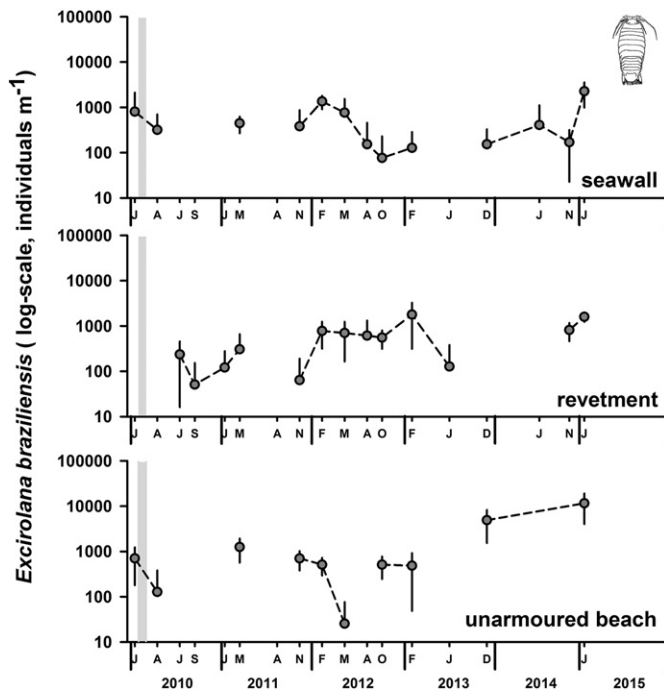 Excirolana braziliensis ( log-scale, individuals m⁻¹)
100000
10000
1000
100
10
seawall
J A J S J M A N F M A O F J D J N J
100000
10000
1000
100
10
revetment
J A J S J M A N F M A O F J D J N J
100000
10000
1000
100
10
unarmoured beach
J A J S J M A N F M A O F J D J N J
2010 2011 2012 2013 2014 2015